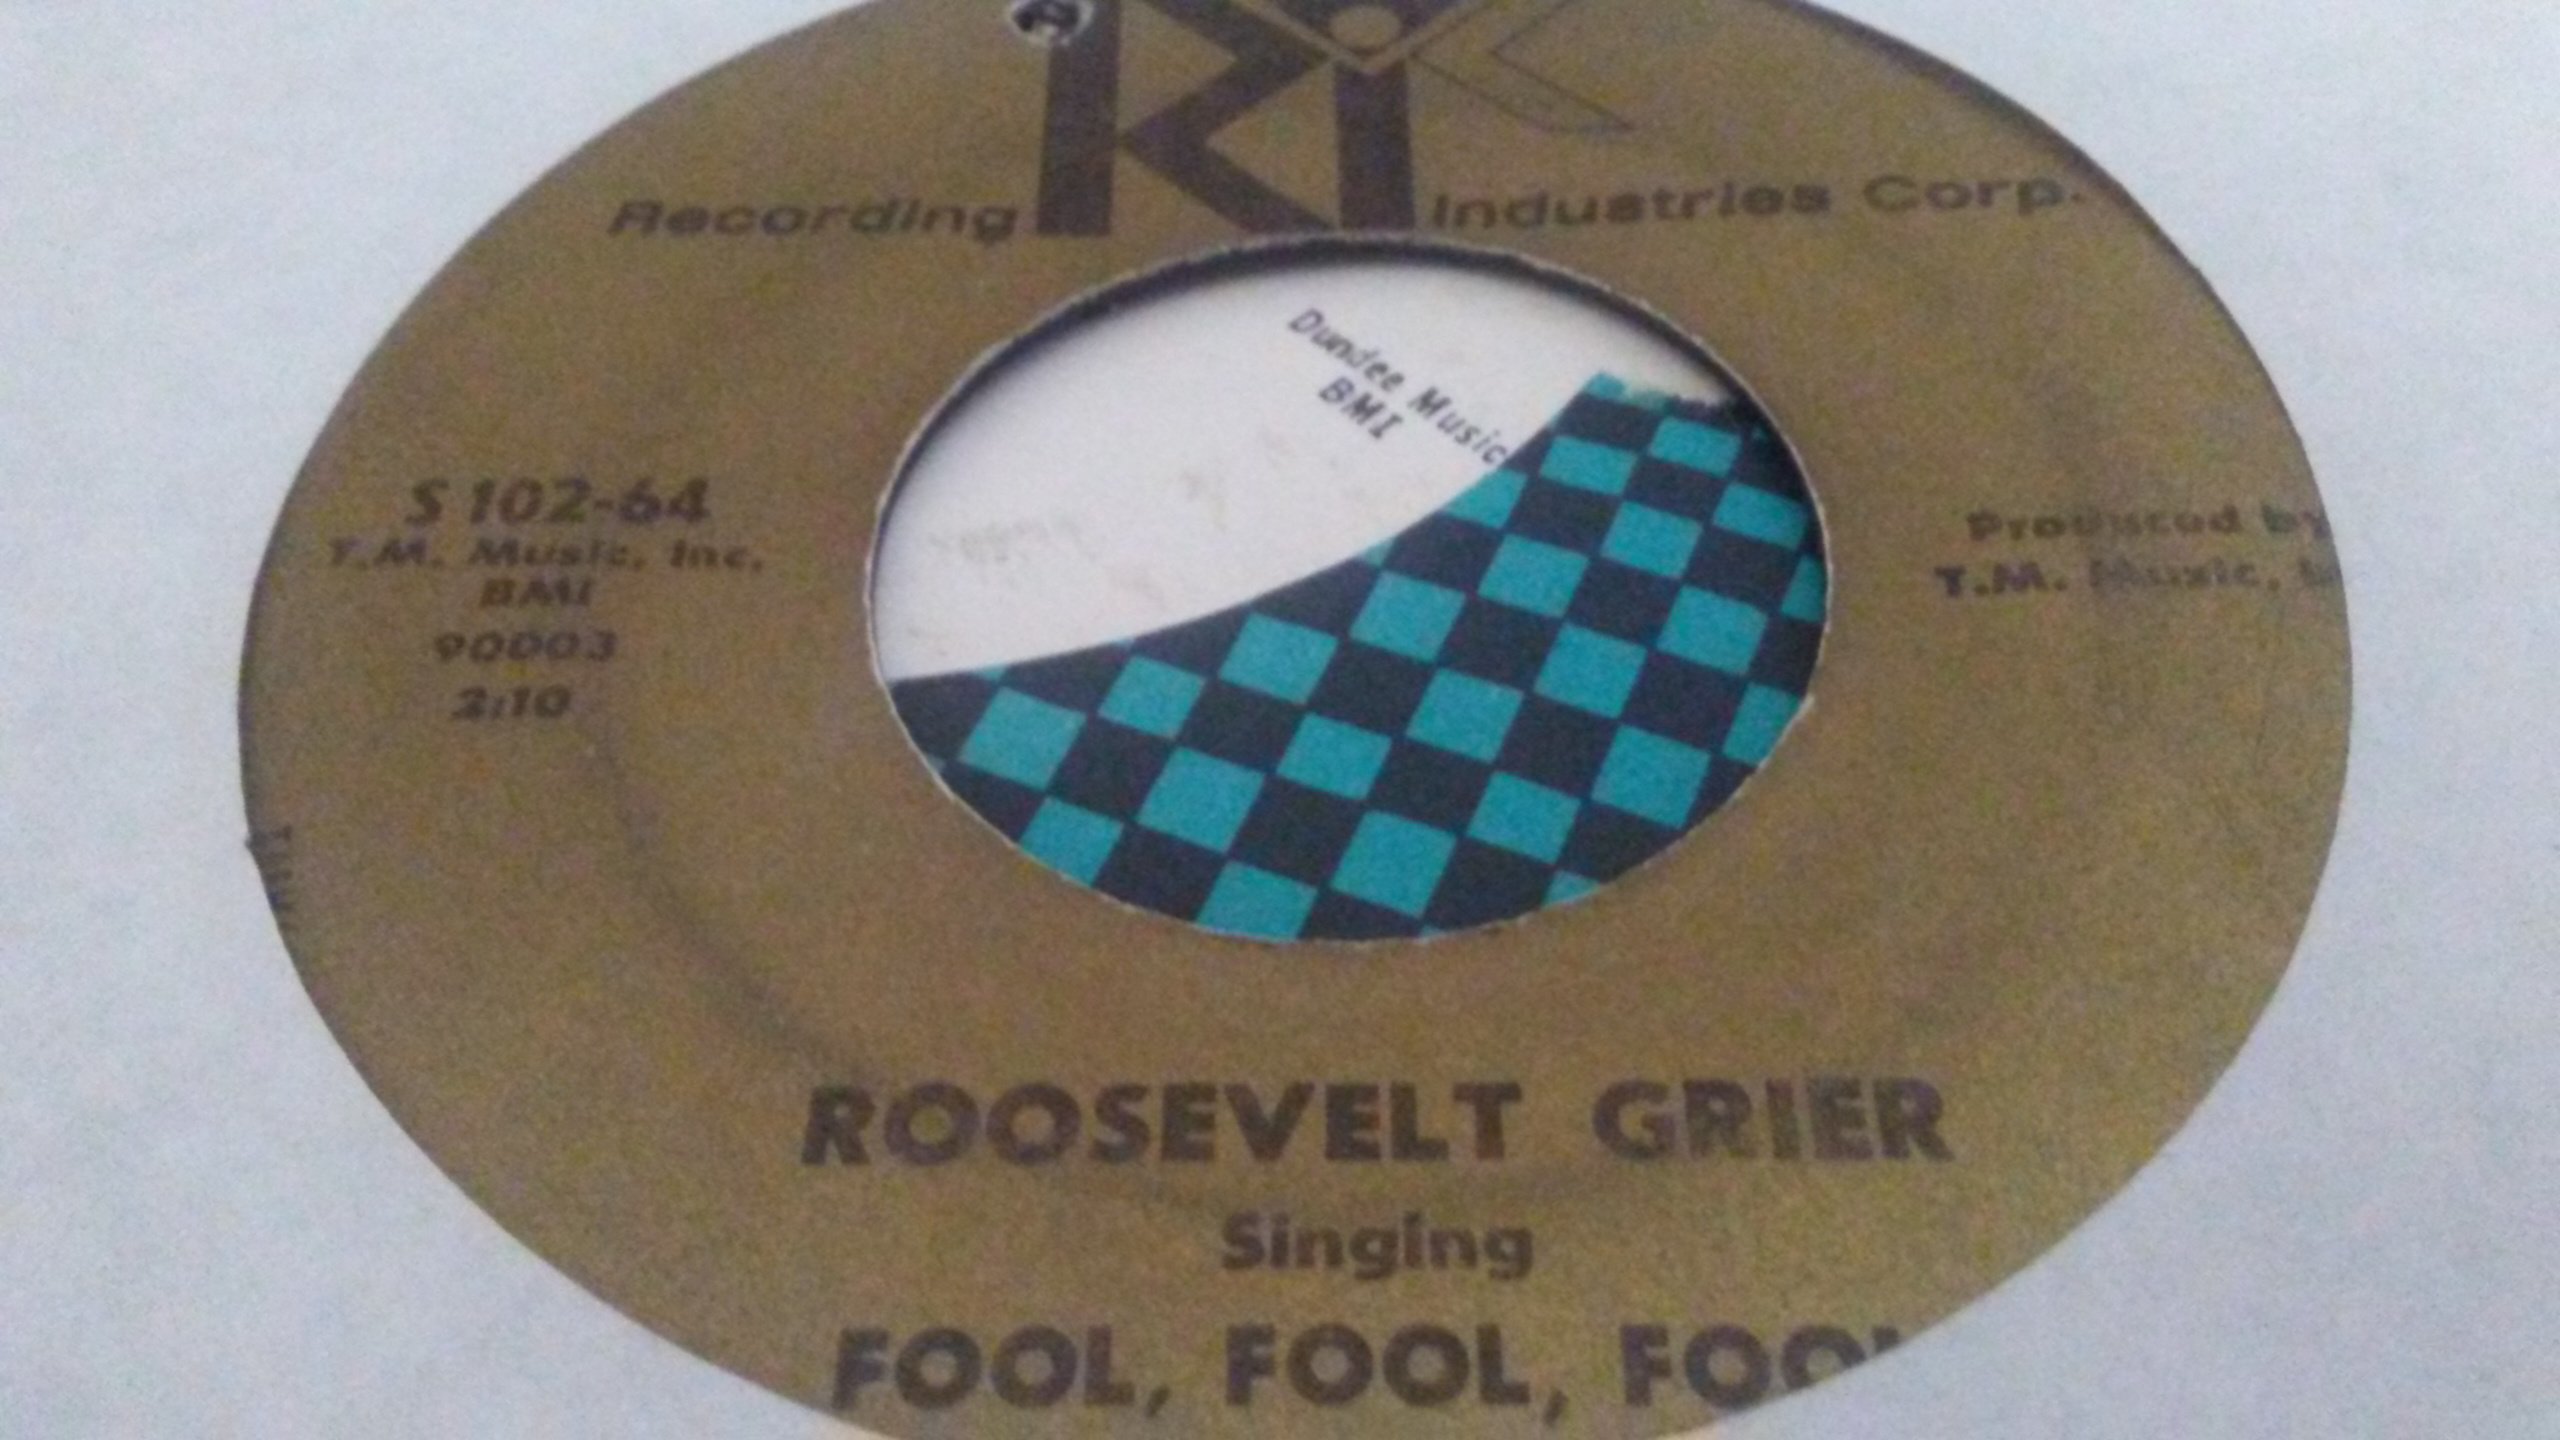 RIC
Recording Industries Corp.
Dundee Music
BMI
S 102-64
T.M. Music, Inc.
BMI
90003
2:10
Produced by
T.M. Music,
ROOSEVELT GRIER
Singing
FOOL, FOOL, FOOL